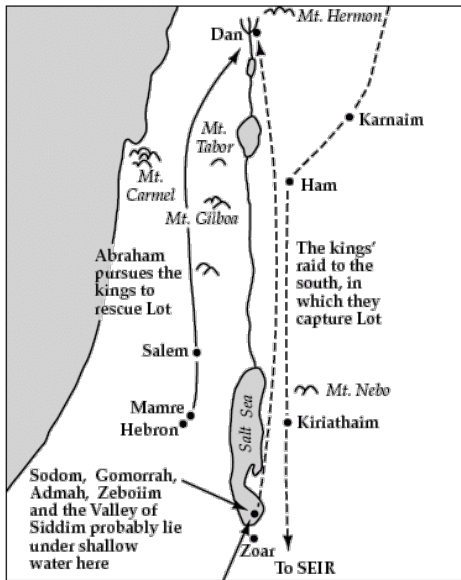 Mt. Hermon
Dan
Karnaim
Mt.
Tabor
Mt.
Carmel
Ham
Mt. Gilboa
Abraham
pursues the
kings to
rescue Lot
The kings'
raid to the
south, in
which they
capture Lot
Salem
Mt. Nebo
Salt Sea
Mamre
Hebron
Kiriathaim
Sodom, Gomorrah,
Admah, Zeboiim
and the Valley of
Siddim probably lie
under shallow
water here
Zoar
To SEIR